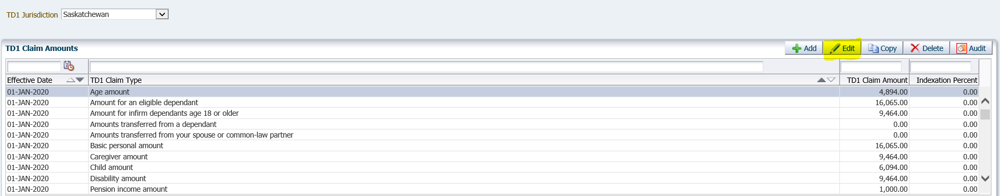 TD1 Jurisdiction Saskatchewan
TD1 Claim Amounts Add Edit Copy Delete Audit
Effective Date TD1 Claim Type TD1 Claim Amount Indexation Percent
01-JAN-2020 Age amount 4,894.00 0.00
01-JAN-2020 Amount for an eligible dependant 16,065.00 0.00
01-JAN-2020 Amount for infirm dependants age 18 or older 9,464.00 0.00
01-JAN-2020 Amounts transferred from a dependant 0.00 0.00
01-JAN-2020 Amounts transferred from your spouse or common-law partner 0.00 0.00
01-JAN-2020 Basic personal amount 16,065.00 0.00
01-JAN-2020 Caregiver amount 9,464.00 0.00
01-JAN-2020 Child amount 6,094.00 0.00
01-JAN-2020 Disability amount 9,464.00 0.00
01-JAN-2020 Pension income amount 1,000.00 0.00